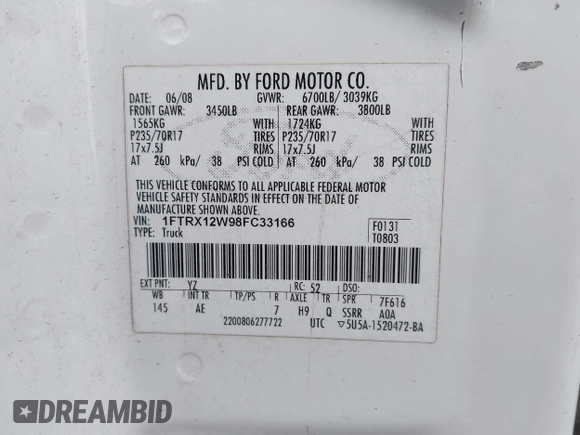 MFD. BY FORD MOTOR CO.
DATE: 06/08 GVWR: 6700LB/ 3039KG
FRONT GAWR: 3450LB REAR GAWR: 3800LB
1565KG WITH 1724KG WITH
P235/70R17 TIRES P235/70R17 TIRES
17x7.5J RIMS 17x7.5J RIMS
AT 260 kPa/ 38 PSI COLD AT 260 kPa/ 38 PSI COLD
THIS VEHICLE CONFORMS TO ALL APPLICABLE FEDERAL MOTOR
VEHICLE SAFETY STANDARDS IN EFFECT ON THE DATE OF
MANUFACTURE SHOWN ABOVE.
VIN: 1FTRX12W98FC33166 F0131
TYPE: Truck T0803
EXT PNT: YZ RC: 52 DSO:
WB INT TR TP/PS R AXLE TR SPR 7F616
145 AE 7 H9 Q SSRR A0A
2200806277722 UTC ▽5U5A-1520472-BA
DREAMBID